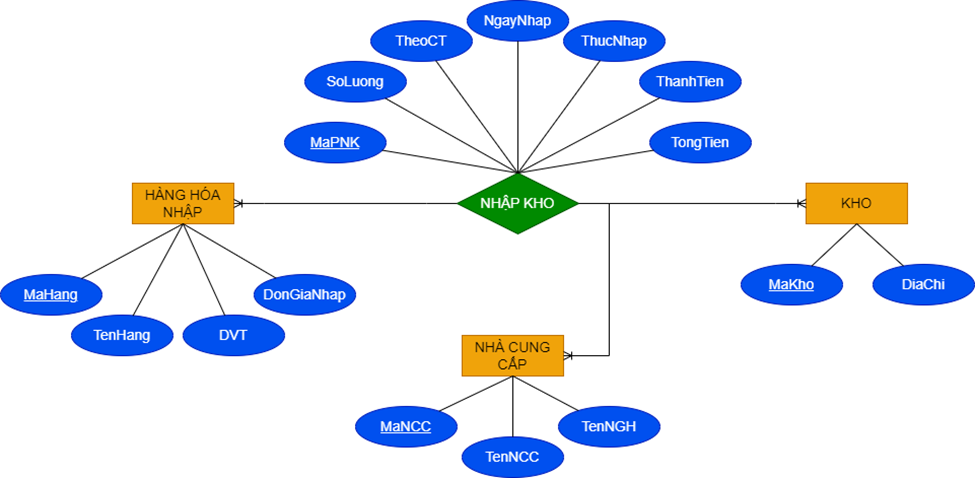 NgayNhap
TheoCT
ThucNhap
SoLuong
ThanhTien
MaPNK
TongTien
HÀNG HÓA
NHẬP
NHẬP KHO
KHO
MaHang
DonGiaNhap
MaKho
DiaChi
TenHang
DVT
NHÀ CUNG
CẤP
MaNCC
TenNGH
TenNCC